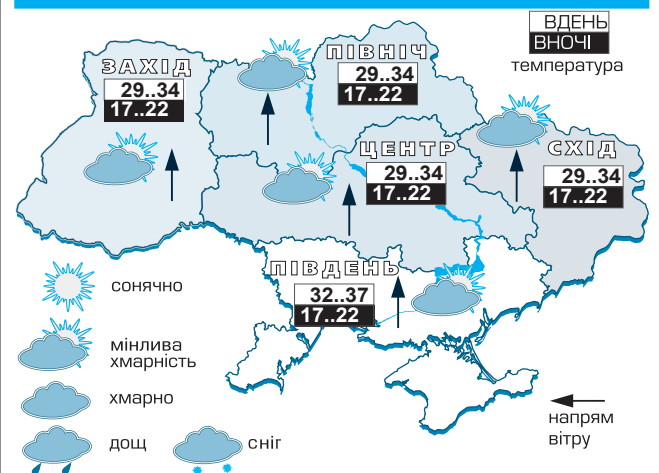 ВДЕНЬ
ВНОЧІ
температура
ЗАХІД
29..34
17..22
ПІВНІЧ
29..34
17..22
ЦЕНТР
29..34
17..22
СХІД
29..34
17..22
ПІВДЕНЬ
32..37
17..22
сонячно
мінлива
хмарність
хмарно
дощ
сніг
напрям
вітру